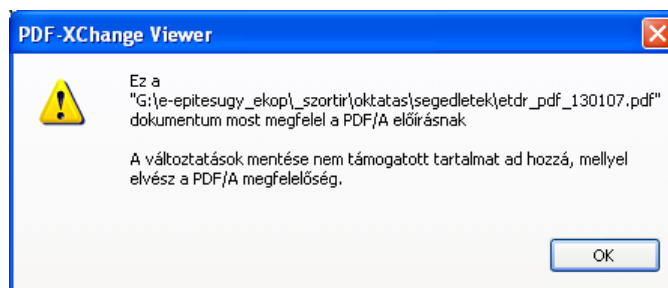 PDF-XChange Viewer
Ez a
"G:\e-epitesugy_ekop\_szortir\oktatas\segedletek\etdr_pdf_130107.pdf"
dokumentum most megfelel a PDF/A előírásnak
A változtatások mentése nem támogatott tartalmat ad hozzá, mellyel
elvész a PDF/A megfelelőség.
OK